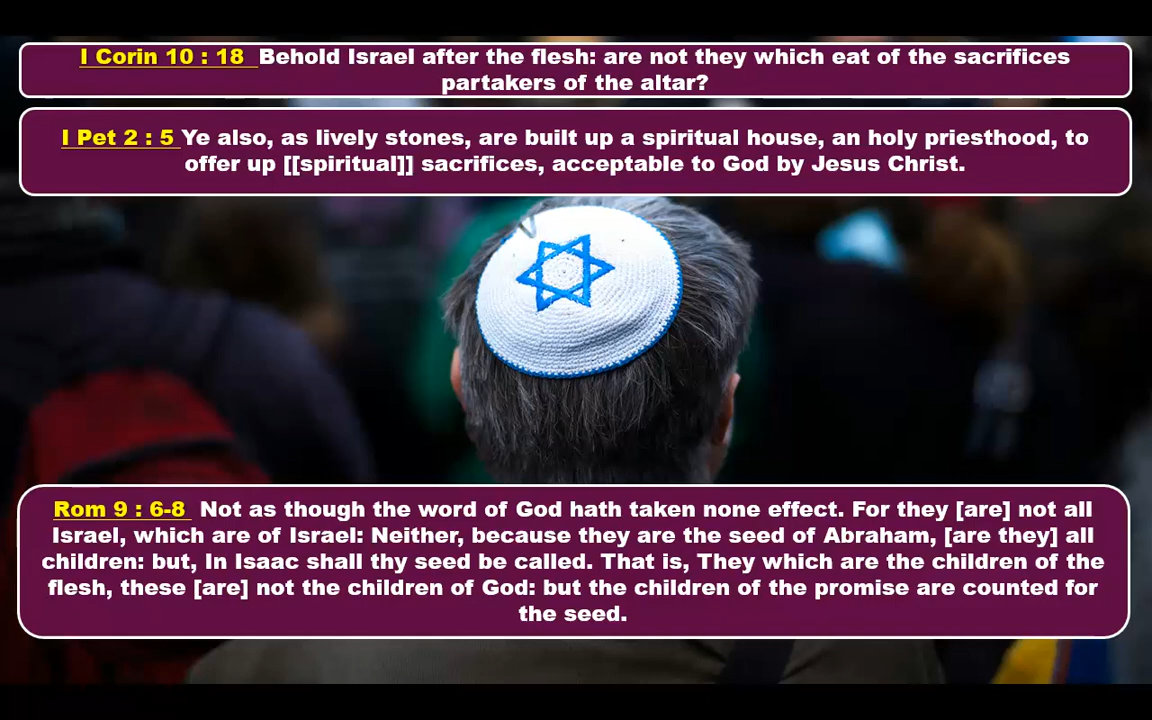 I Corin 10 : 18 Behold Israel after the flesh: are not they which eat of the sacrifices
partakers of the altar?
I Pet 2 : 5 Ye also, as lively stones, are built up a spiritual house, an holy priesthood, to
offer up [[spiritual]] sacrifices, acceptable to God by Jesus Christ.
Rom 9 : 6-8 Not as though the word of God hath taken none effect. For they [are] not all
Israel, which are of Israel: Neither, because they are the seed of Abraham, [are they] all
children: but, In Isaac shall thy seed be called. That is, They which are the children of the
flesh, these [are] not the children of God: but the children of the promise are counted for
the seed.